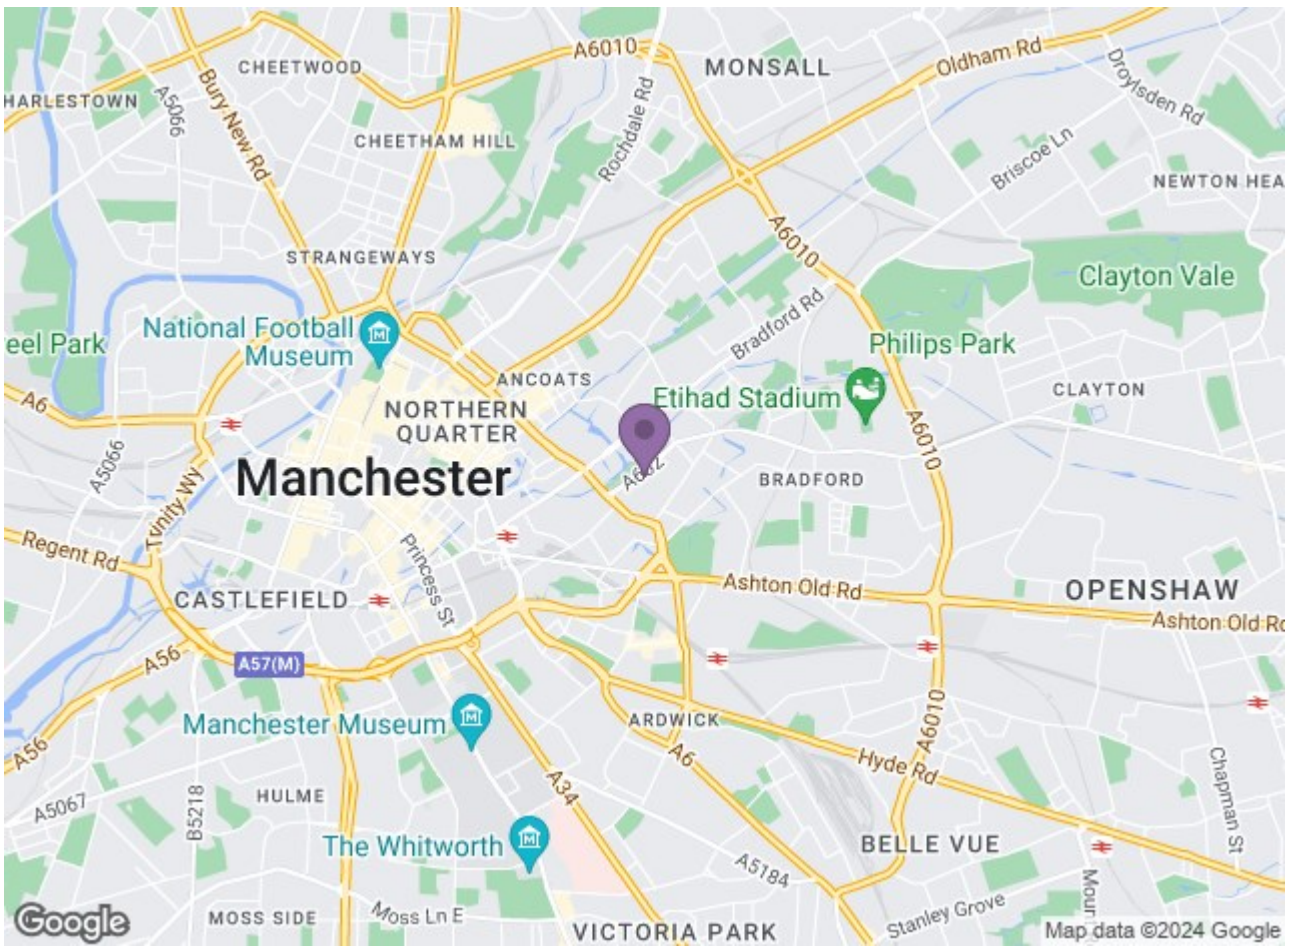 A6010
MONSALL
Oldham Rd
CHEETWOOD
Droylsden Rd
HARLESTOWN
A5066
Bury New Rd
Rochdale Rd
CHEETHAM HILL
Briscoe Ln
NEWTON HEA
A6010
STRANGEWAYS
Clayton Vale
National Football
Museum
Bradford Rd
eel Park
Philips Park
ANCOATS
Etihad Stadium
CLAYTON
A6
NORTHERN
QUARTER
A6010
A5066
Manchester
BRADFORD
Trinity Wy
Regent Rd
Princess St
Ashton Old Rd
OPENSHAW
CASTLEFIELD
Ashton Old Rd
A56
A57(M)
Manchester Museum
ARDWICK
A6010
A56
A6
Hyde Rd
A34
Chapman St
A5067
B5218
HULME
The Whitworth
BELLE VUE
A5184
Moun
MOSS SIDE
Moss Ln E
VICTORIA PARK
Stanley Grove
Google
Map data ©2024 Google